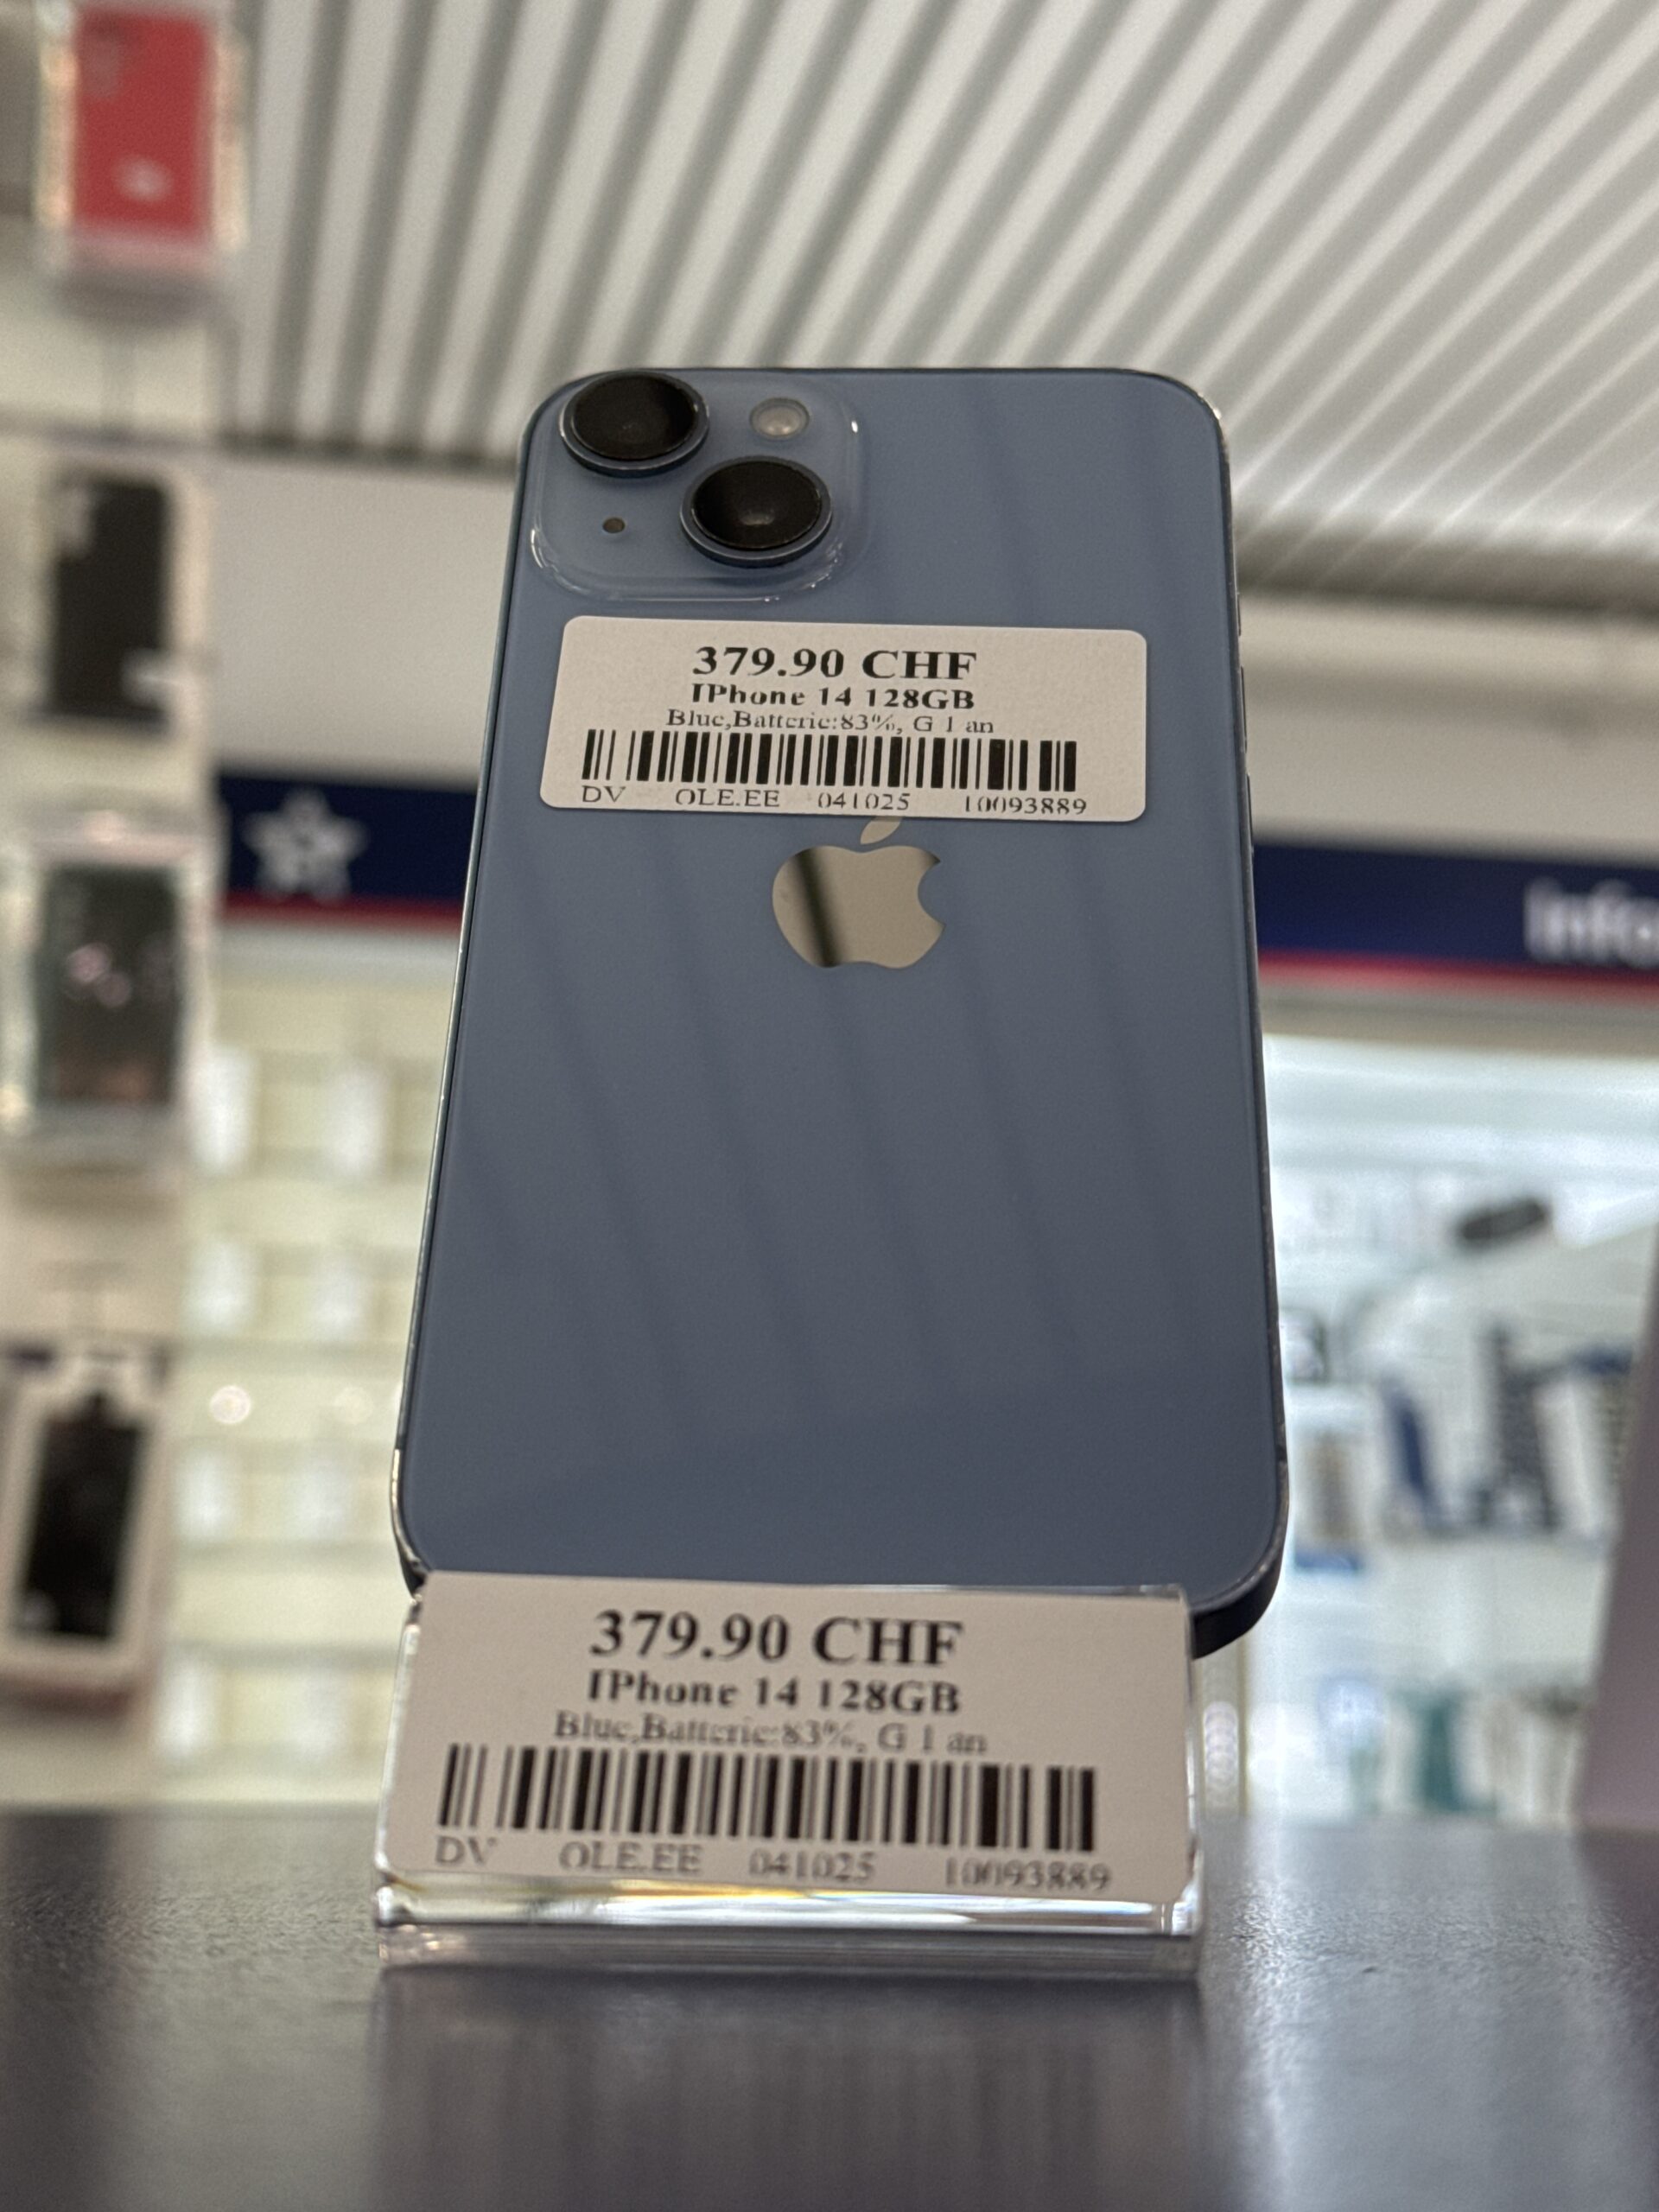 379.90 CHF
IPhone 14 128GB
Blue,Batterie:83%, G 1 an
DV OLE.EE 041025 10093889
info
379.90 CHF
IPhone 14 128GB
Blue,Batterie:83%, G 1 an
DV OLE.EE 041025 10093889